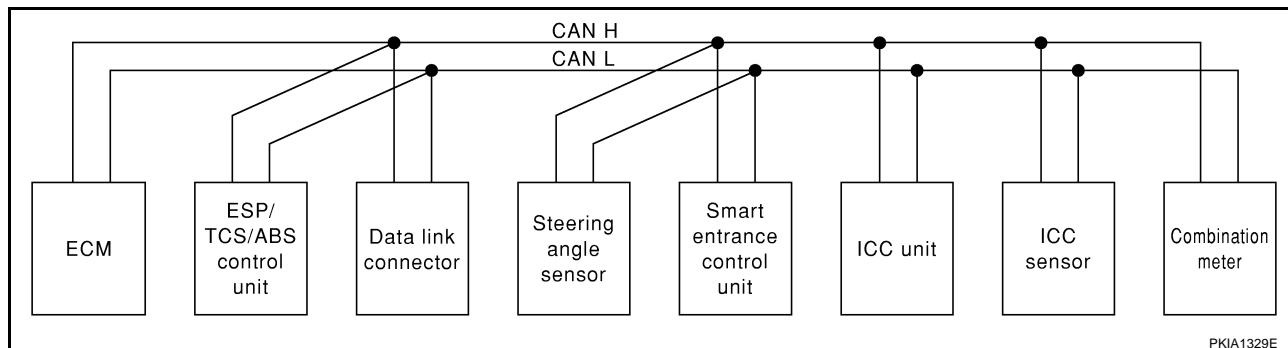 CAN H
CAN L
ECM
ESP/
TCS/ABS
control
unit
Data link
connector
Steering
angle
sensor
Smart
entrance
control
unit
ICC unit
ICC
sensor
Combination
meter
PKIA1329E